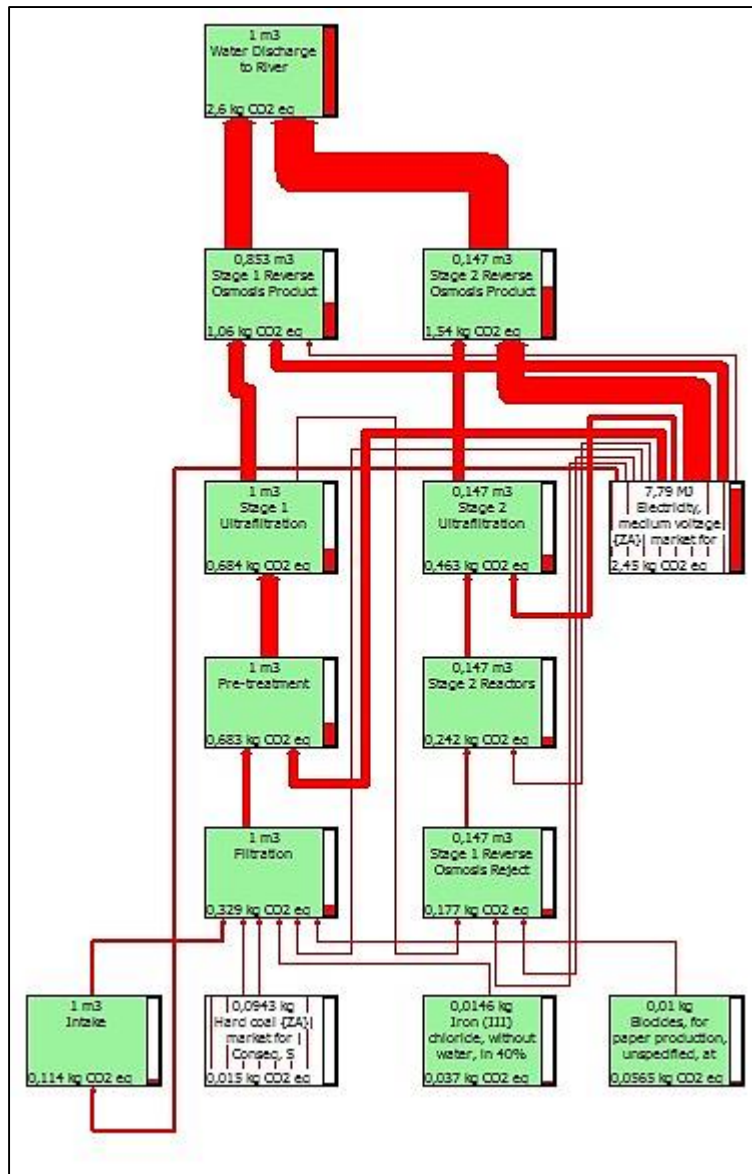 1 m3
Water Discharge
to River
2,6 kg CO2 eq
0,853 m3
Stage 1 Reverse
Osmosis Product
1,06 kg CO2 eq
0,147 m3
Stage 2 Reverse
Osmosis Product
1,54 kg CO2 eq
1 m3
Stage 1
Ultrafiltration
0,684 kg CO2 eq
0,147 m3
Stage 2
Ultrafiltration
0,463 kg CO2 eq
7,79 MJ
Electricity,
medium voltage
{ZA}| market for
2,45 kg CO2 eq
1 m3
Pre-treatment
0,683 kg CO2 eq
0,147 m3
Stage 2 Reactors
0,242 kg CO2 eq
1 m3
Filtration
0,329 kg CO2 eq
0,147 m3
Stage 1 Reverse
Osmosis Reject
0,177 kg CO2 eq
1 m3
Intake
0,114 kg CO2 eq
0,0943 kg
Hard coal {ZA}|
market for |
Conseq, S
0,015 kg CO2 eq
0,0146 kg
Iron (III)
chloride, without
water, in 40%
0,037 kg CO2 eq
0,01 kg
Biocides, for
paper production,
unspecified, at
0,0565 kg CO2 eq